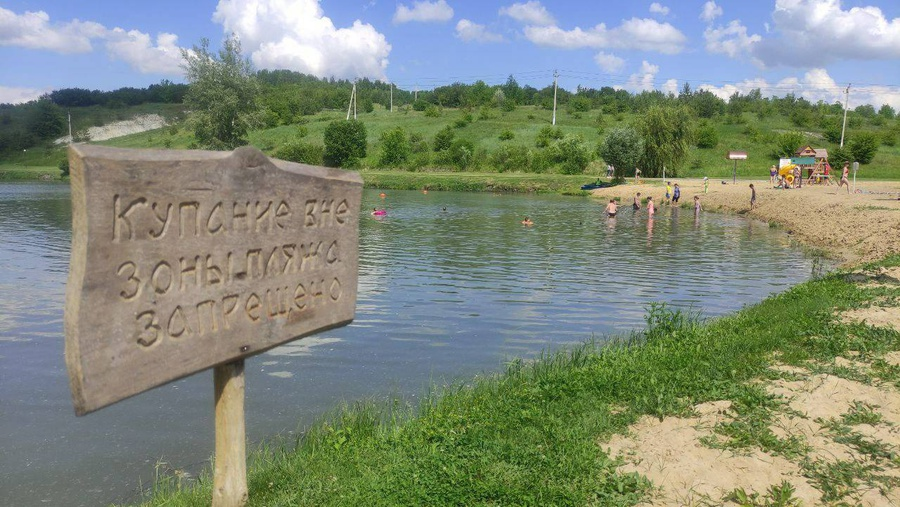 Купание вне
зоны пляжа
запрещено